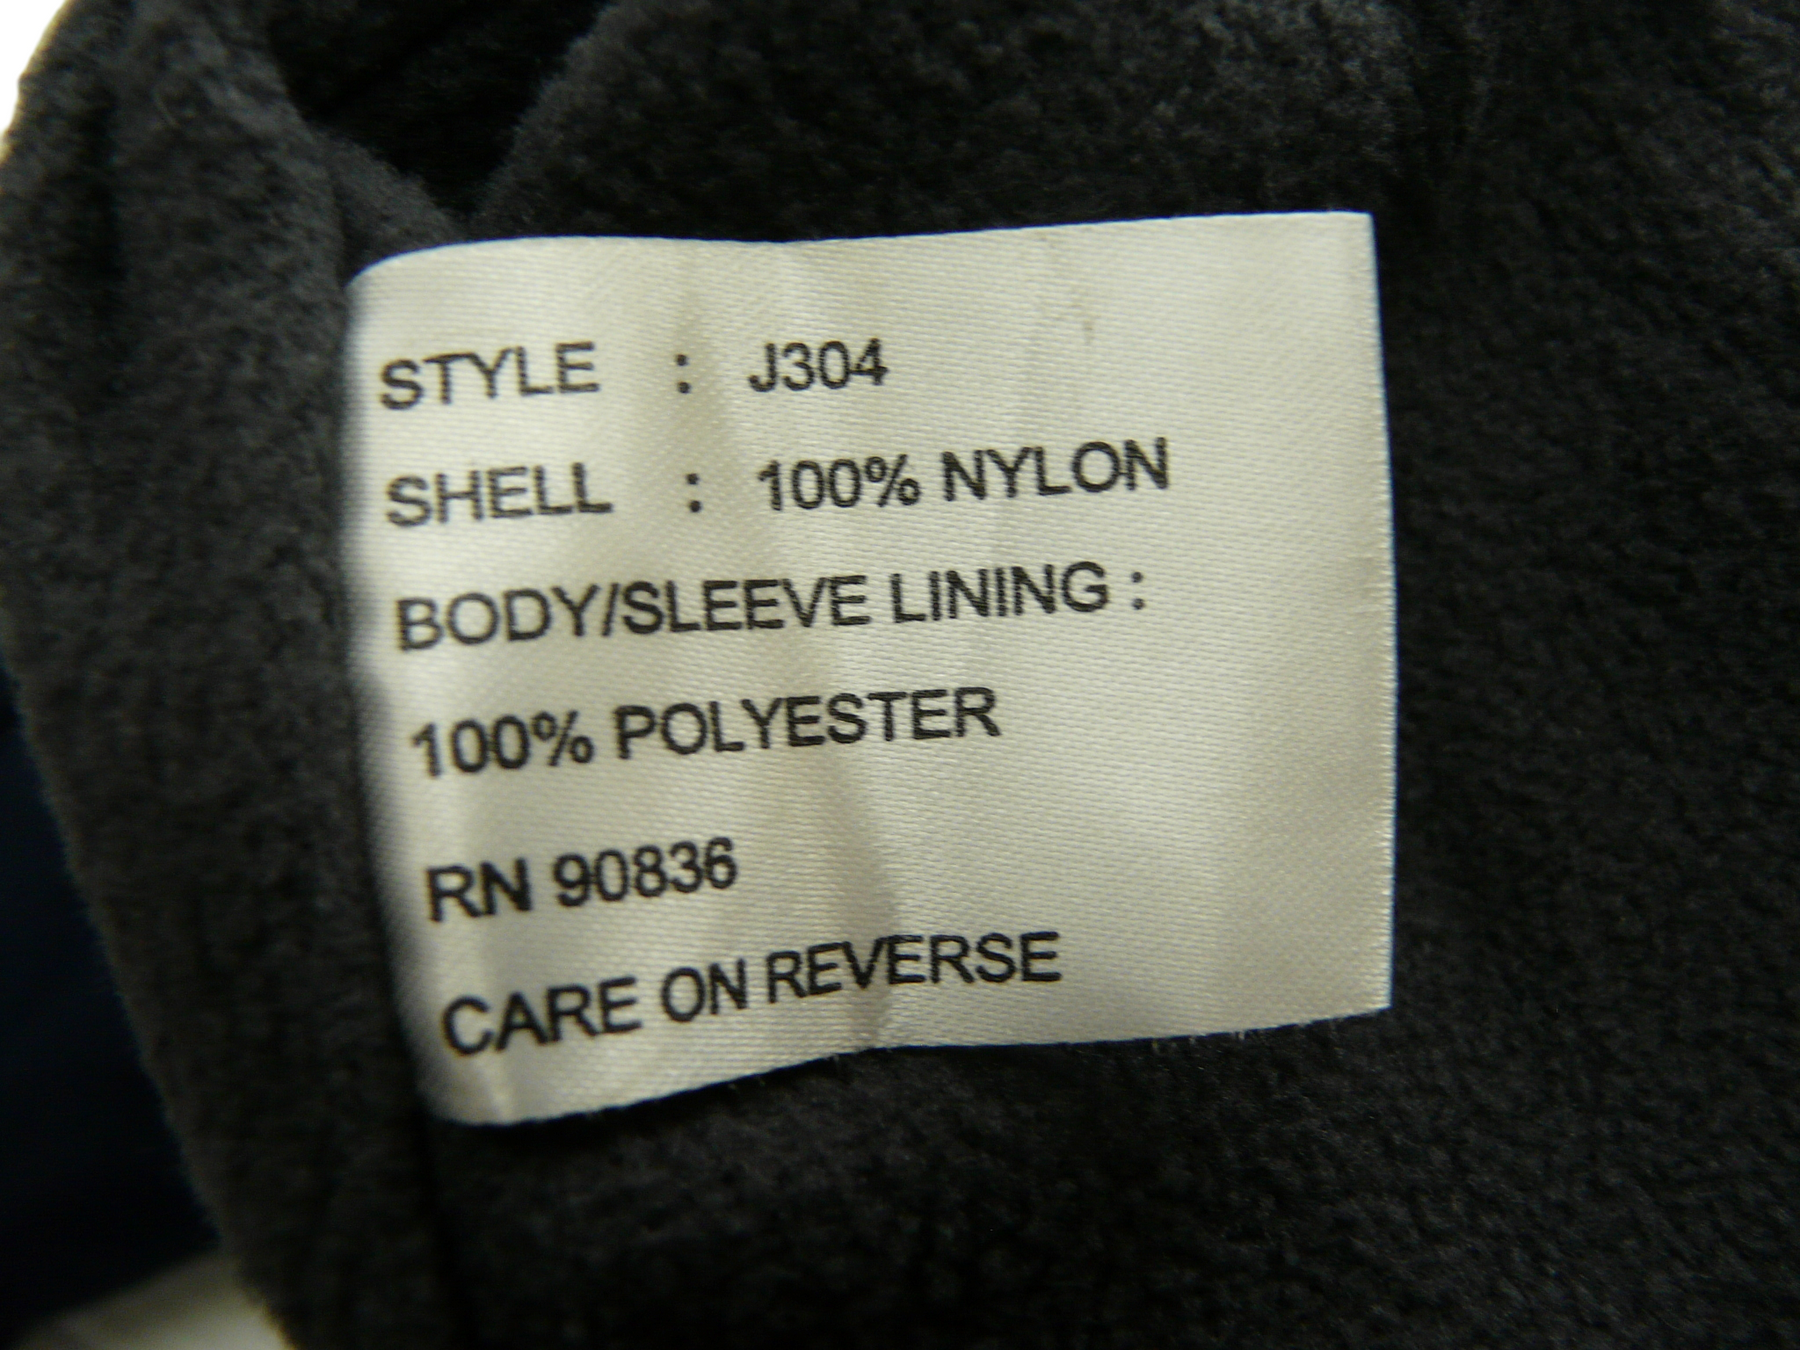 STYLE : J304
SHELL : 100% NYLON
BODY/SLEEVE LINING :
100% POLYESTER
RN 90836
CARE ON REVERSE